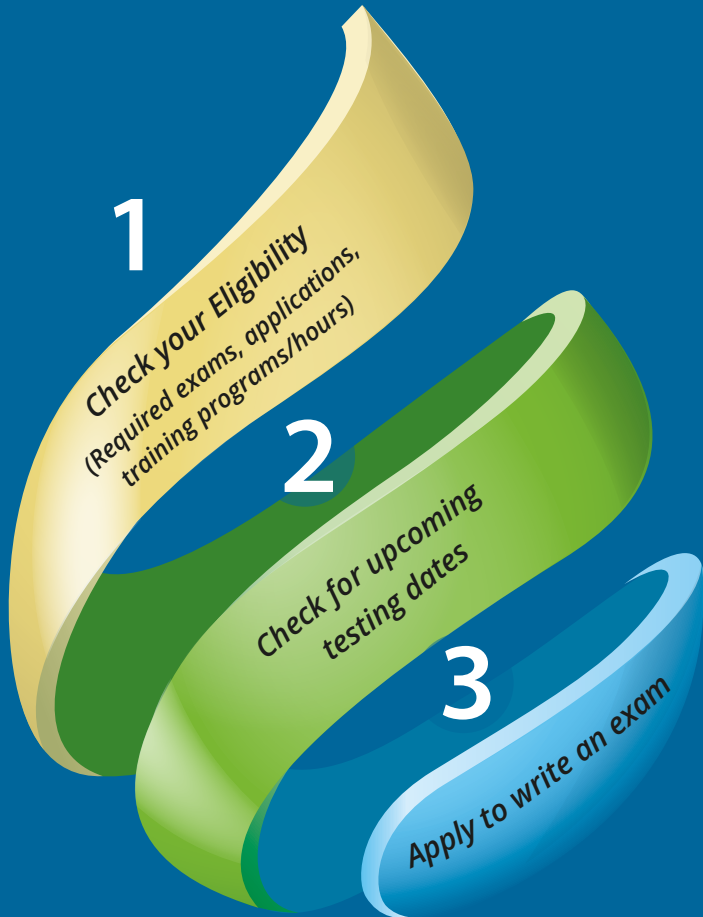 1
Check your Eligibility
(Required exams, applications,
training programs/hours)
2
Check for upcoming
testing dates
3
Apply to write an exam